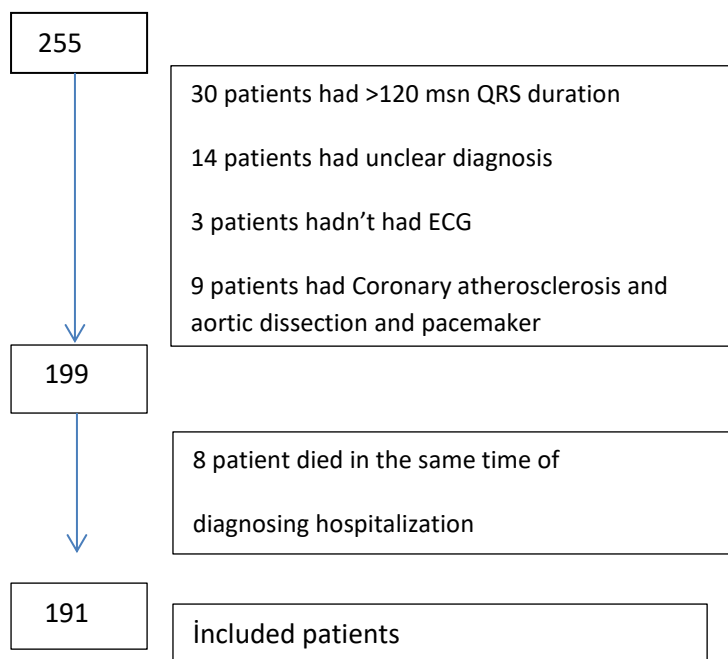 255
30 patients had >120 msn QRS duration
14 patients had unclear diagnosis
3 patients hadn’t had ECG
9 patients had Coronary atherosclerosis and
aortic dissection and pacemaker
199
8 patient died in the same time of
diagnosing hospitalization
191
İncluded patients